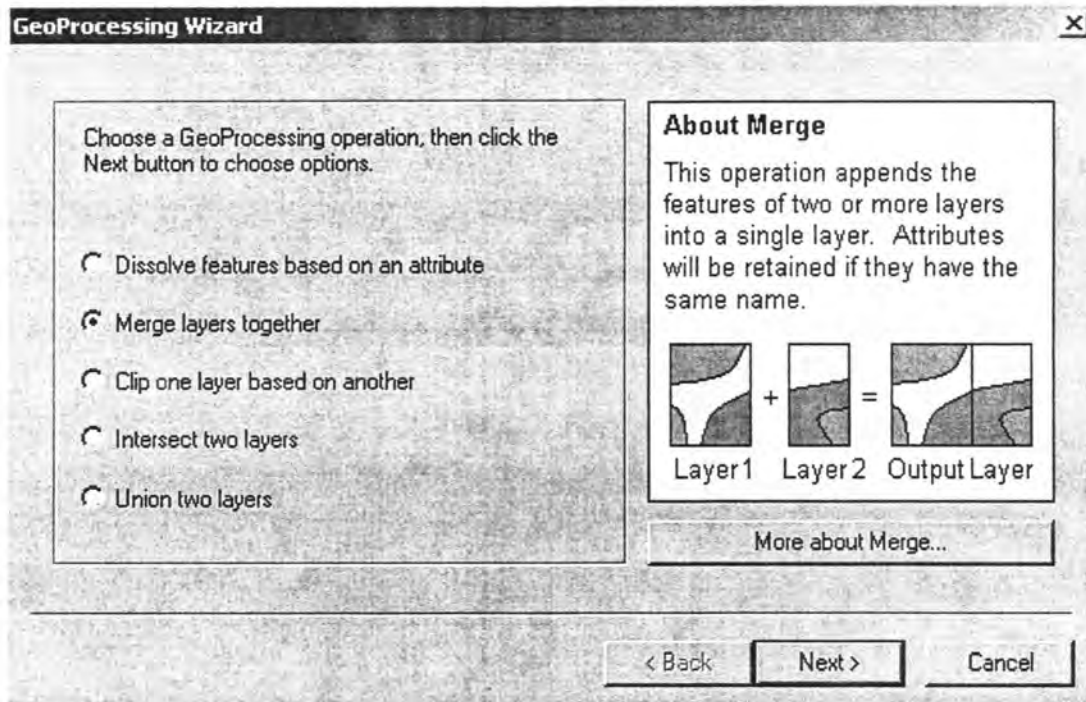 GeoProcessing Wizard
Choose a GeoProcessing operation, then click the
Next button to choose options.
Dissolve features based on an attribute
Merge layers together
Clip one layer based on another
Intersect two layers
Union two layers
About Merge
This operation appends the
features of two or more layers
into a single layer. Attributes
will be retained if they have the
same name.
+ =
Layer 1 Layer 2 Output Layer
More about Merge...
< Back Next > Cancel